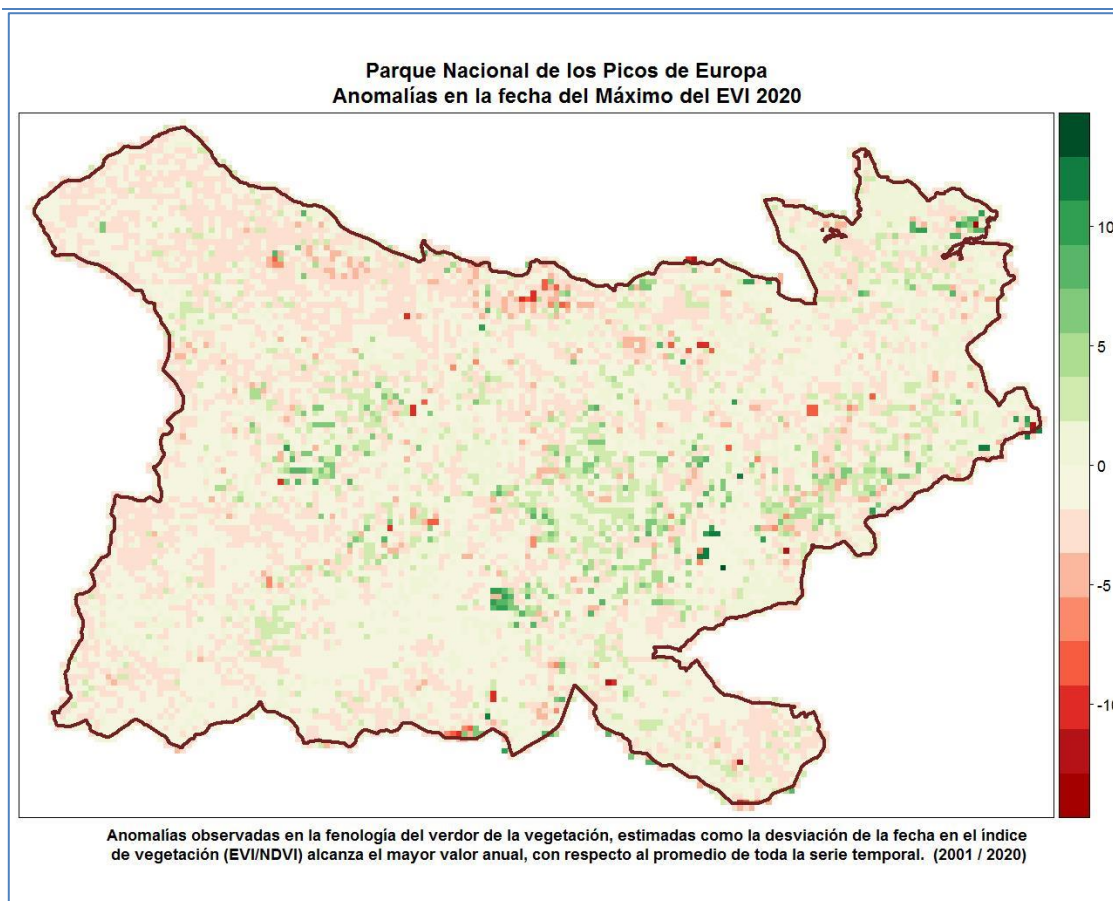 Parque Nacional de los Picos de Europa
Anomalías en la fecha del Máximo del EVI 2020
10
5
0
-5
-10
Anomalías observadas en la fenología del verdor de la vegetación, estimadas como la desviación de la fecha en el índice
de vegetación (EVI/NDVI) alcanza el mayor valor anual, con respecto al promedio de toda la serie temporal. (2001 / 2020)